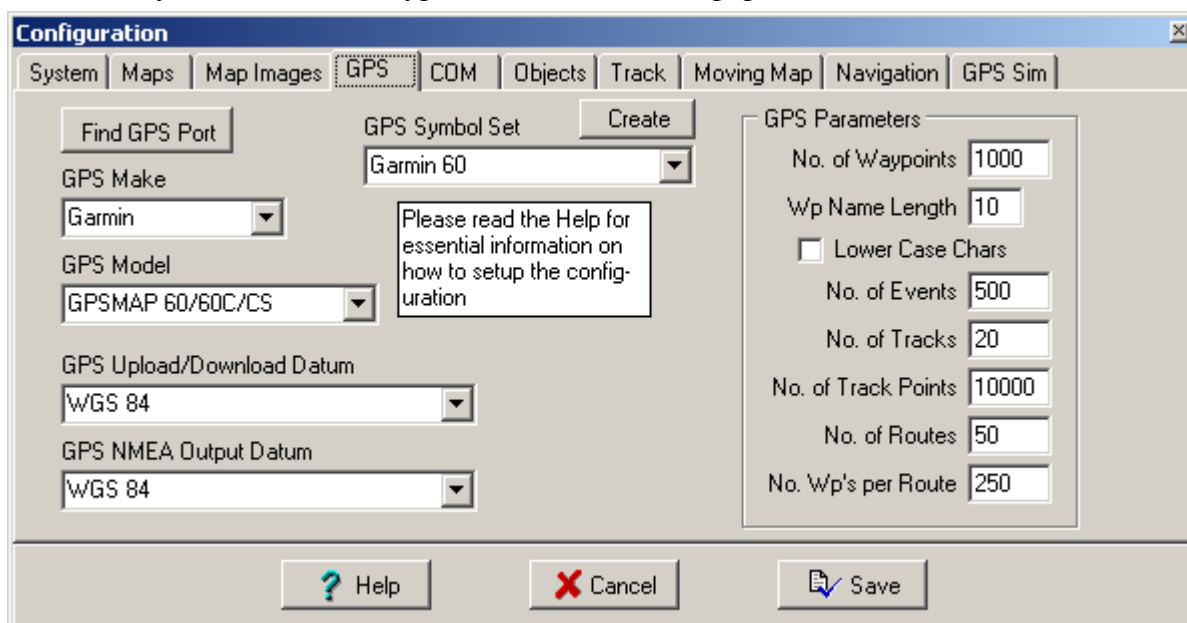 Configuration
System Maps Map Images GPS COM Objects Track Moving Map Navigation GPS Sim
Find GPS Port
GPS Make
Garmin
GPS Model
GPSMAP 60/60C/CS
GPS Upload/Download Datum
WGS 84
GPS NMEA Output Datum
WGS 84
GPS Symbol Set Create
Garmin 60
Please read the Help for
essential information on
how to setup the config-
uration
GPS Parameters
No. of Waypoints 1000
Wp Name Length 10
Lower Case Chars
No. of Events 500
No. of Tracks 20
No. of Track Points 10000
No. of Routes 50
No. Wp's per Route 250
Help Cancel Save